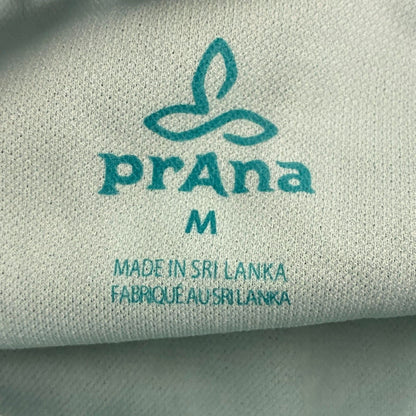 prAna
M
MADE IN SRI LANKA
FABRIQUÉ AU SRI LANKA